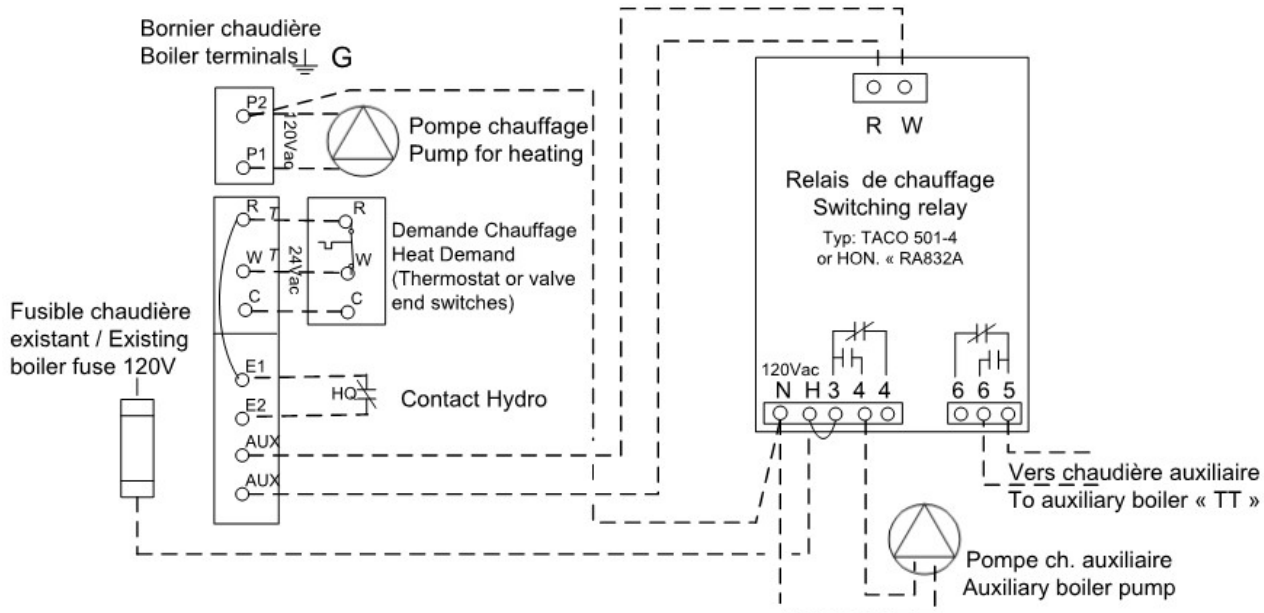 Bornier chaudière
Boiler terminals
G
P2
P1
120Vac
Pompe chauffage
Pump for heating
R T
W T
C
24Vac
R
W
C
Demande Chauffage
Heat Demand
(Thermostat or valve
end switches)
Fusible chaudière
existant / Existing
boiler fuse 120V
E1
E2
HQ
Contact Hydro
AUX
AUX
R W
Relais de chauffage
Switching relay
Typ: TACO 501-4
or HON. « RA832A
120Vac
N H 3 4 4
6 6 5
Vers chaudière auxiliaire
To auxiliary boiler « TT »
Pompe ch. auxiliaire
Auxiliary boiler pump